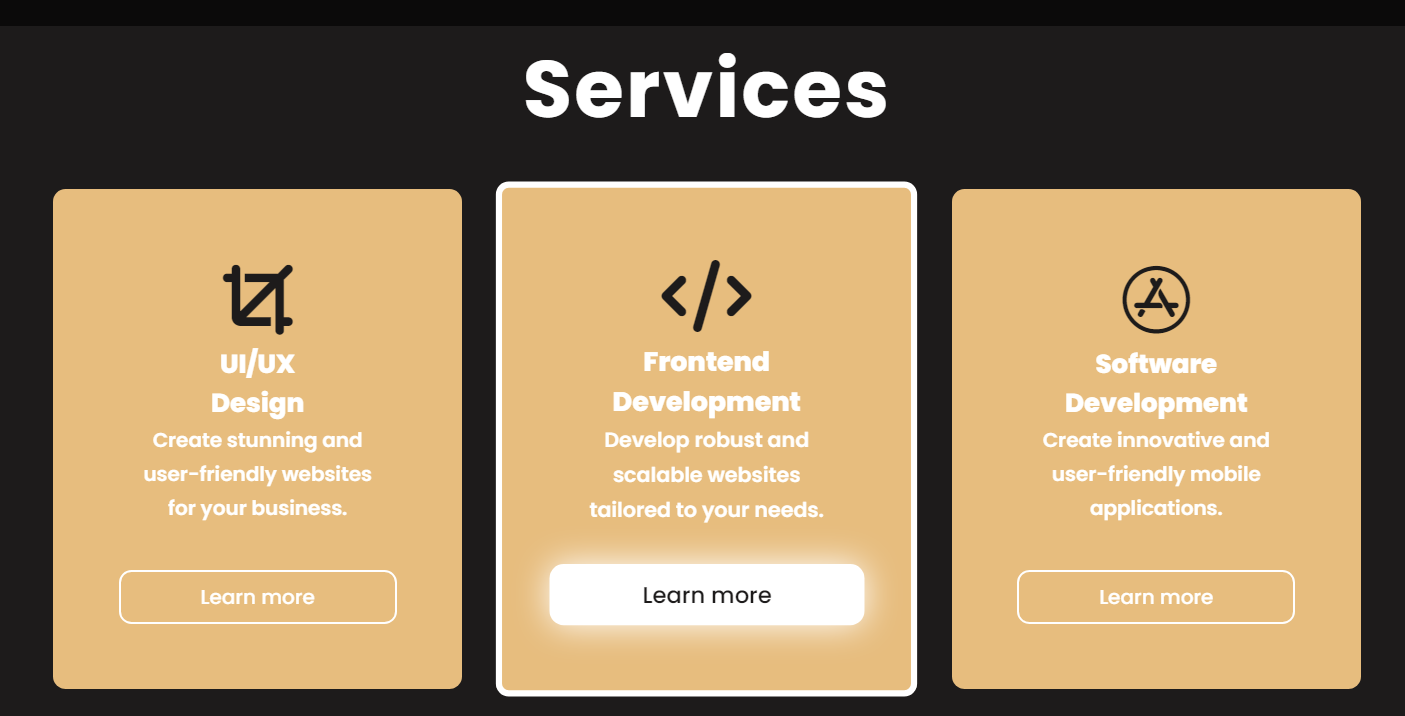 Services
UI/UX
Design
Create stunning and
user-friendly websites
for your business.
Learn more
Frontend
Development
Develop robust and
scalable websites
tailored to your needs.
Learn more
Software
Development
Create innovative and
user-friendly mobile
applications.
Learn more